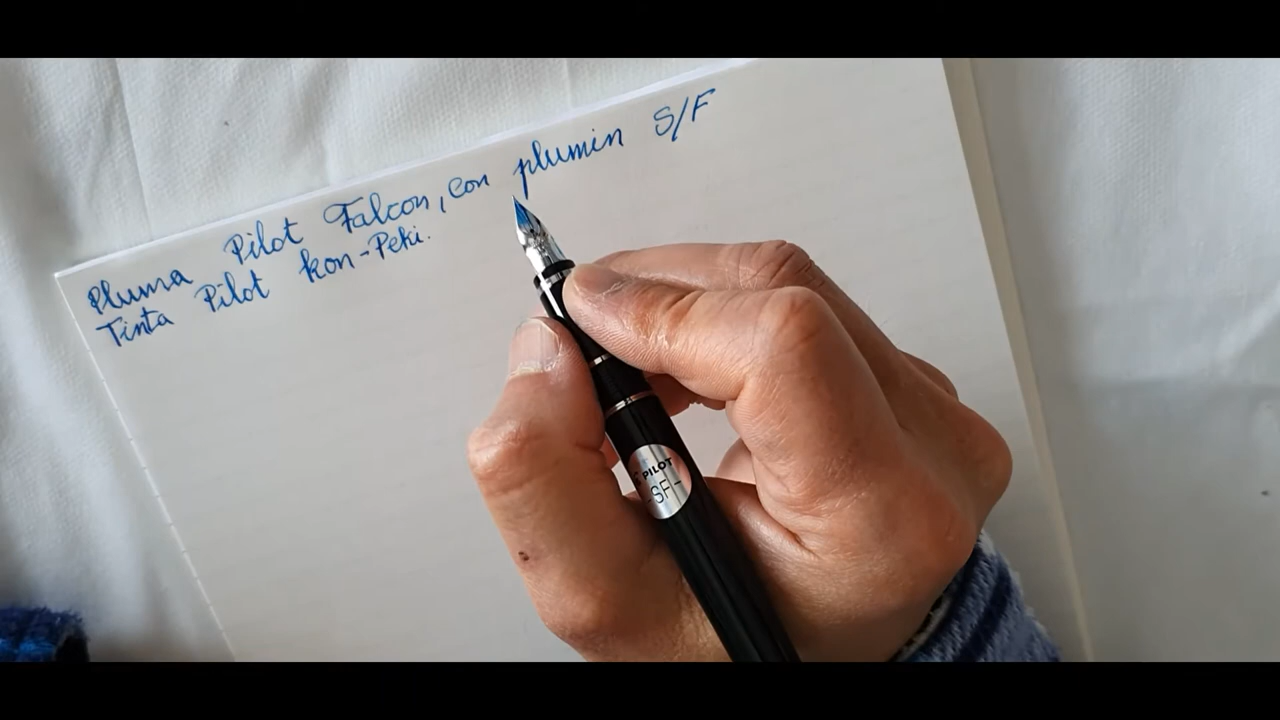 Pluma Pilot Falcon, con plumin S/F
Tinta Pilot Kon-Peki.
PILOT
-SF-